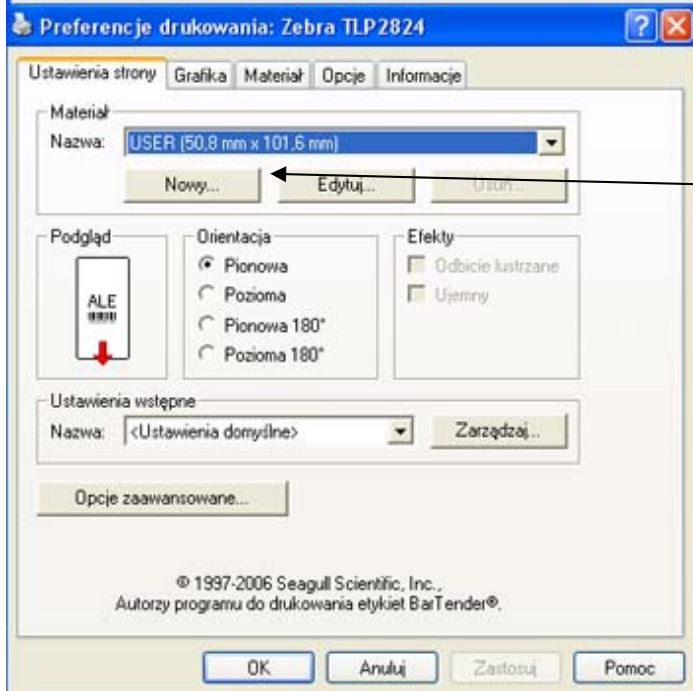 Preferencje drukowania: Zebra TLP2824
Ustawienia strony Grafika Materiał Opcje Informacje
Materiał
Nazwa: USER (50,8 mm x 101,6 mm)
Nowy... Edytuj... Usuń...
Podgląd
ALE
Orientacja
Pionowa
Pozioma
Pionowa 180°
Pozioma 180°
Efekty
Odbicie lustrzane
Ujemny
Ustawienia wstępne
Nazwa: <Ustawienia domyślne> Zarządzaj...
Opcje zaawansowane...
© 1997-2006 Seagull Scientific, Inc.,
Autorzy programu do drukowania etykiet BarTender®.
OK Anuluj Zastosuj Pomoc